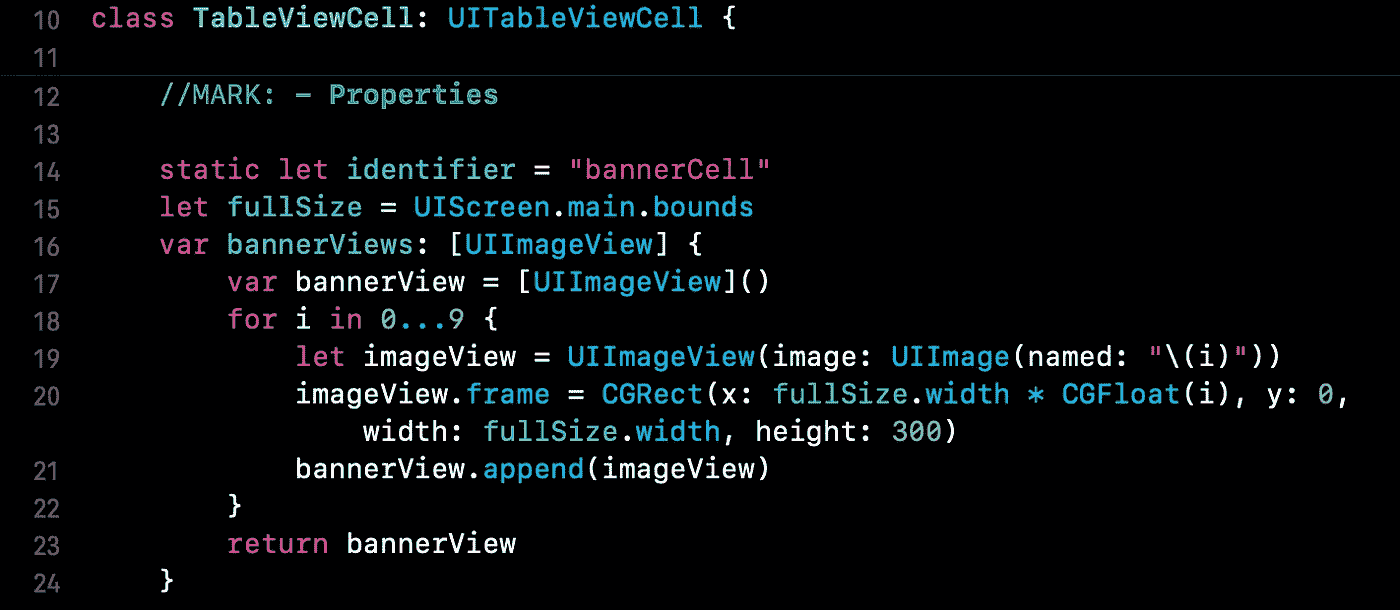 10 class TableViewCell: UITableViewCell {
11
12 //MARK: - Properties
13
14 static let identifier = "bannerCell"
15 let fullSize = UIScreen.main.bounds
16 var bannerViews: [UIImageView] {
17 var bannerView = [UIImageView]()
18 for i in 0...9 {
19 let imageView = UIImageView(image: UIImage(named: "\(i)"))
20 imageView.frame = CGRect(x: fullSize.width * CGFloat(i), y: 0,
width: fullSize.width, height: 300)
21 bannerView.append(imageView)
22 }
23 return bannerView
24 }